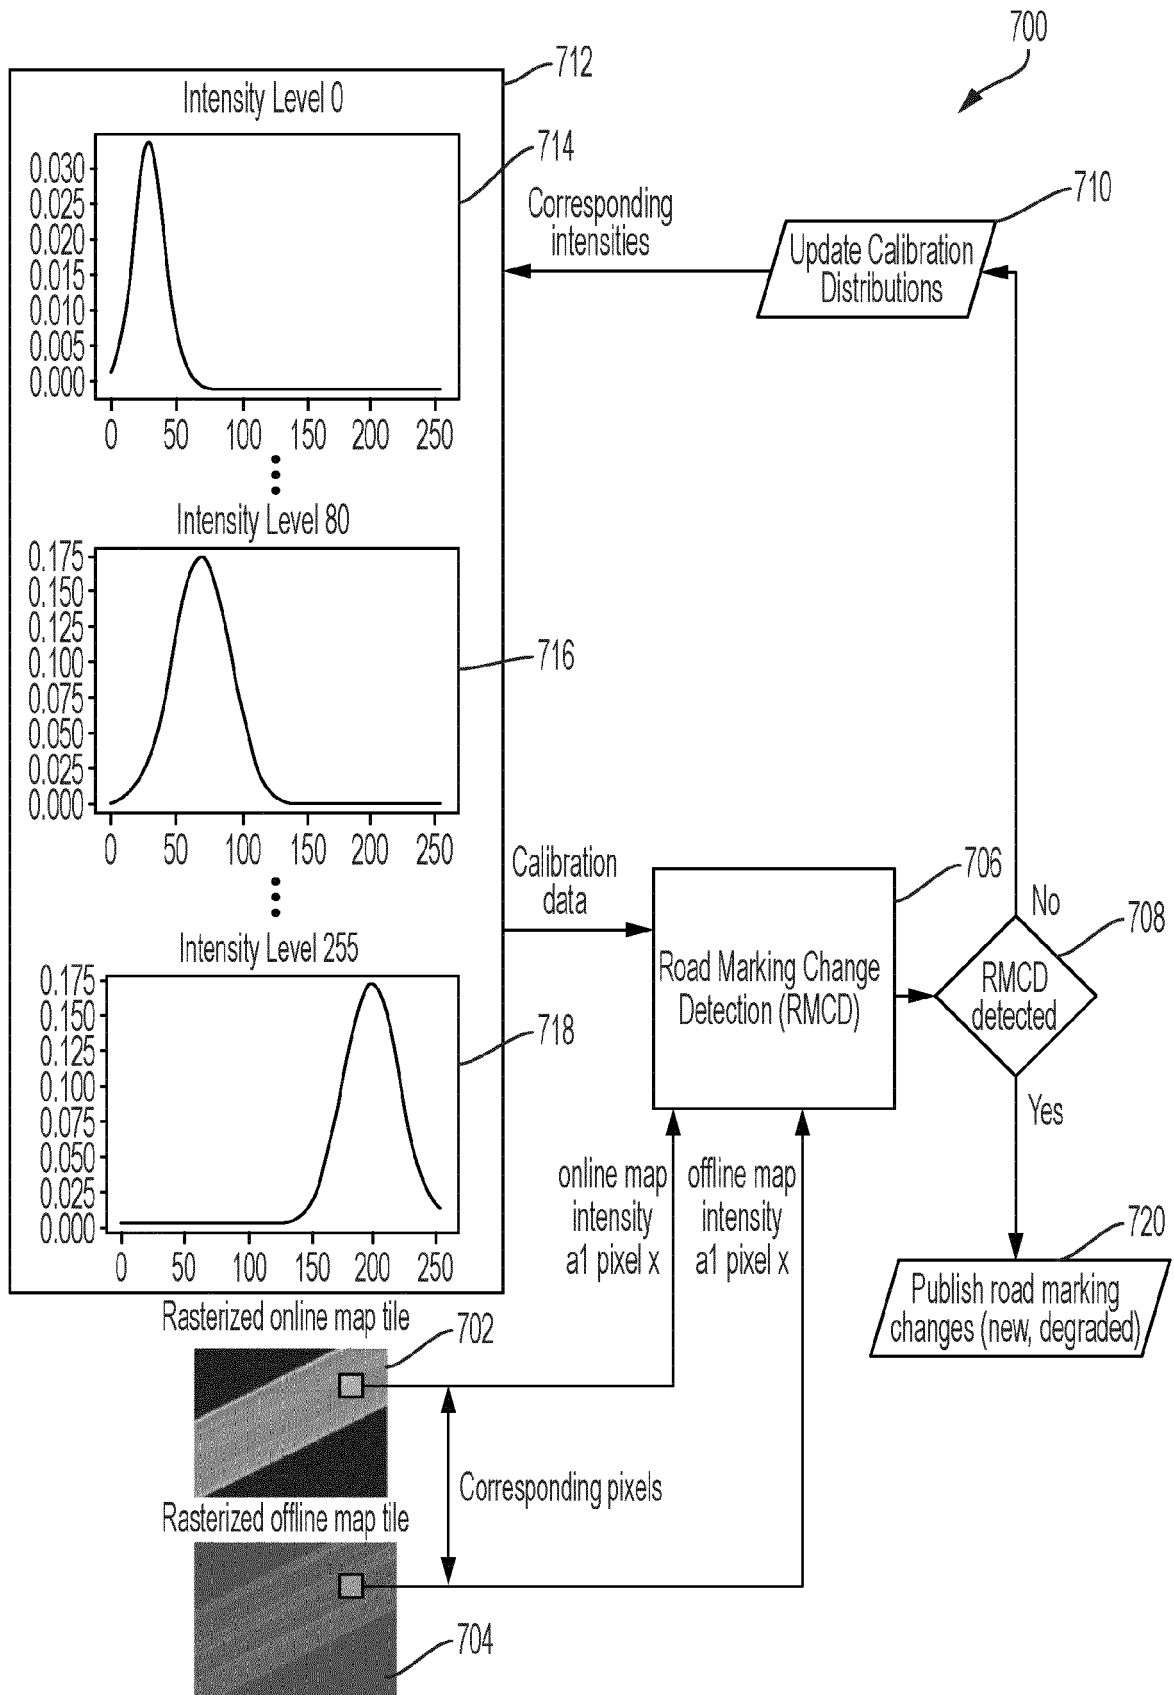 700
712
Intensity Level 0
714
0.030
0.025
0.020
0.015
0.010
0.005
0.000
0 50 100 150 200 250
Corresponding
intensities
710
Update Calibration
Distributions
Intensity Level 80
0.175
0.150
0.125
0.100
0.075
0.050
0.025
0.000
0 50 100 150 200 250
716
Calibration
data
706
Road Marking Change
Detection (RMCD)
No
708
RMCD
detected
Yes
Intensity Level 255
0.175
0.150
0.125
0.100
0.075
0.050
0.025
0.000
0 50 100 150 200 250
718
online map
intensity
a1 pixel x
offline map
intensity
a1 pixel x
720
Publish road marking
changes (new, degraded)
Rasterized online map tile
702
Corresponding pixels
Rasterized offline map tile
704